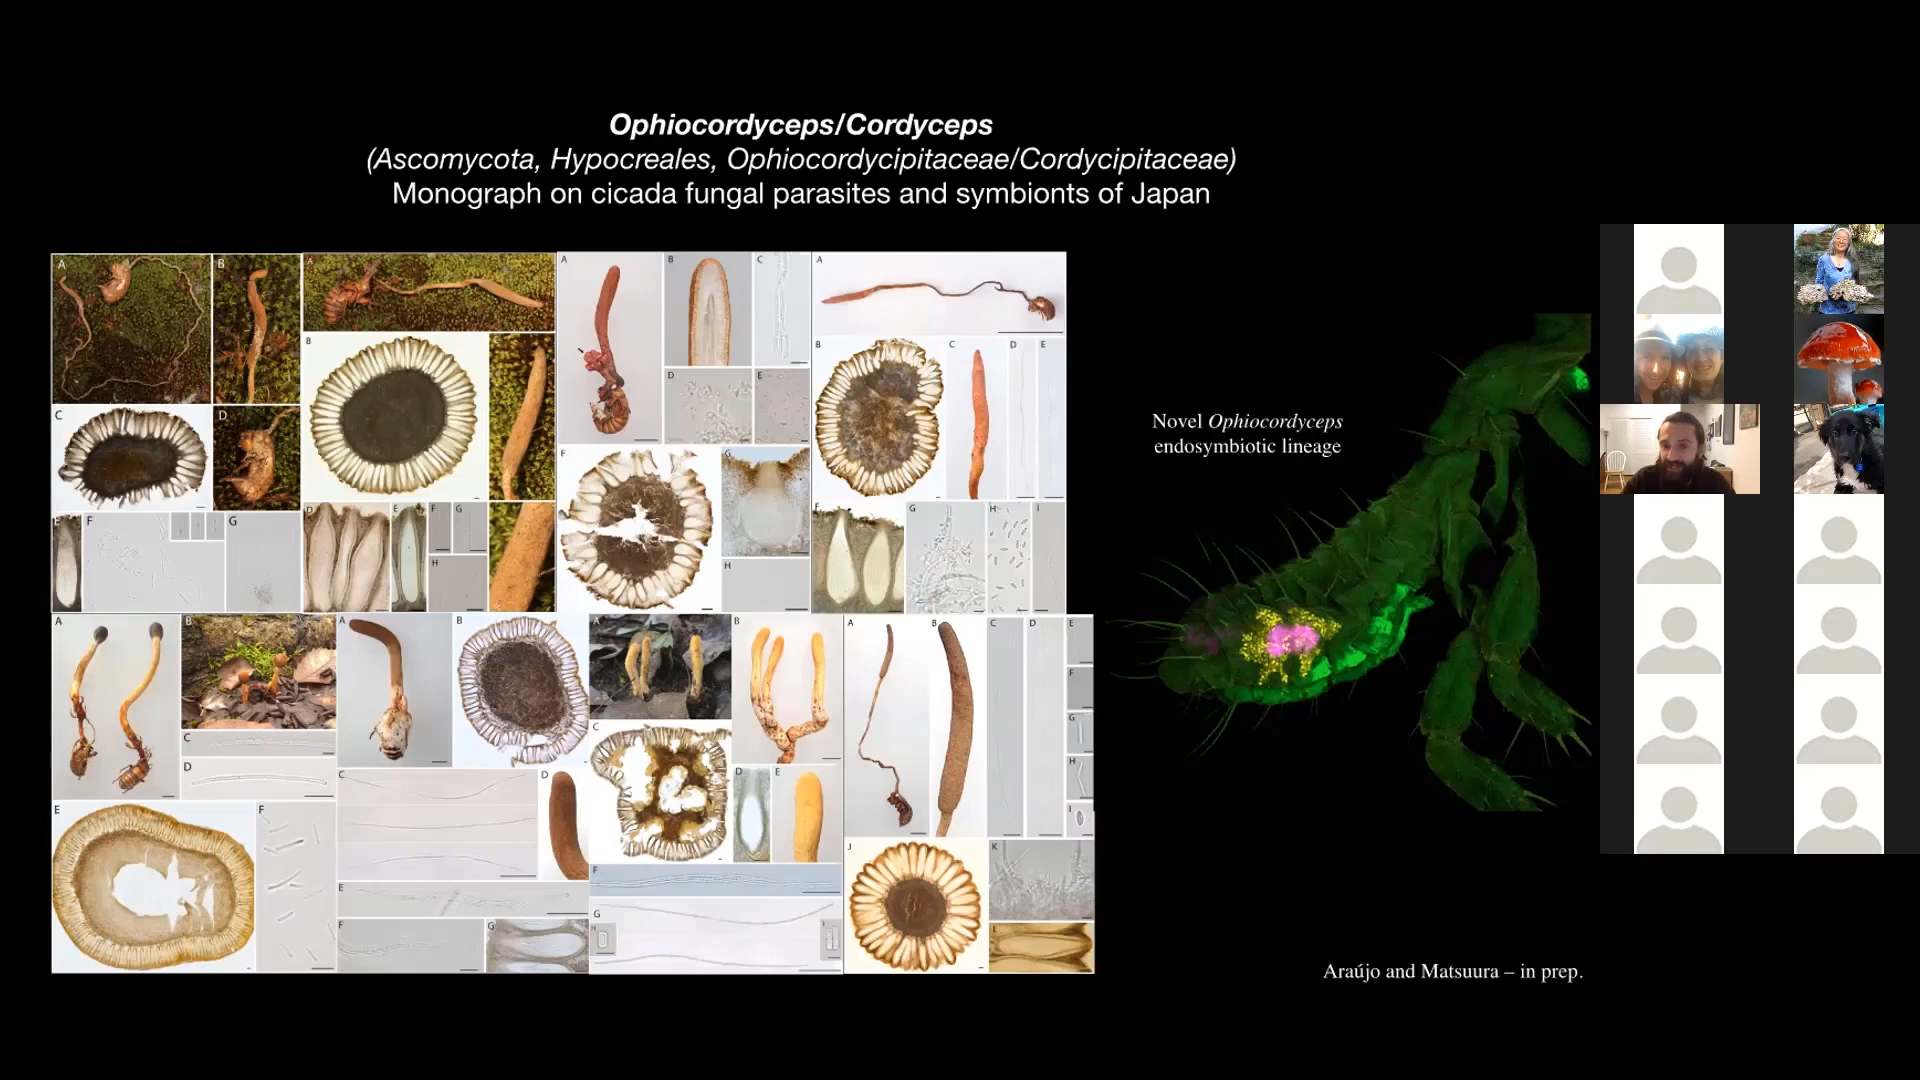 Ophiocordyceps/Cordyceps
(Ascomycota, Hypocreales, Ophiocordycipitaceae/Cordycipitaceae)
Monograph on cicada fungal parasites and symbionts of Japan
A B A A B C A
B B C D E
C D D E
F G
E F G D E F G F G H I
H H
A B A B A B A B C D E
F
C C G
D C D D E H
I
E F J K
E F
G
F G H I L
Novel Ophiocordyceps
endosymbiotic lineage
Araújo and Matsuura – in prep.